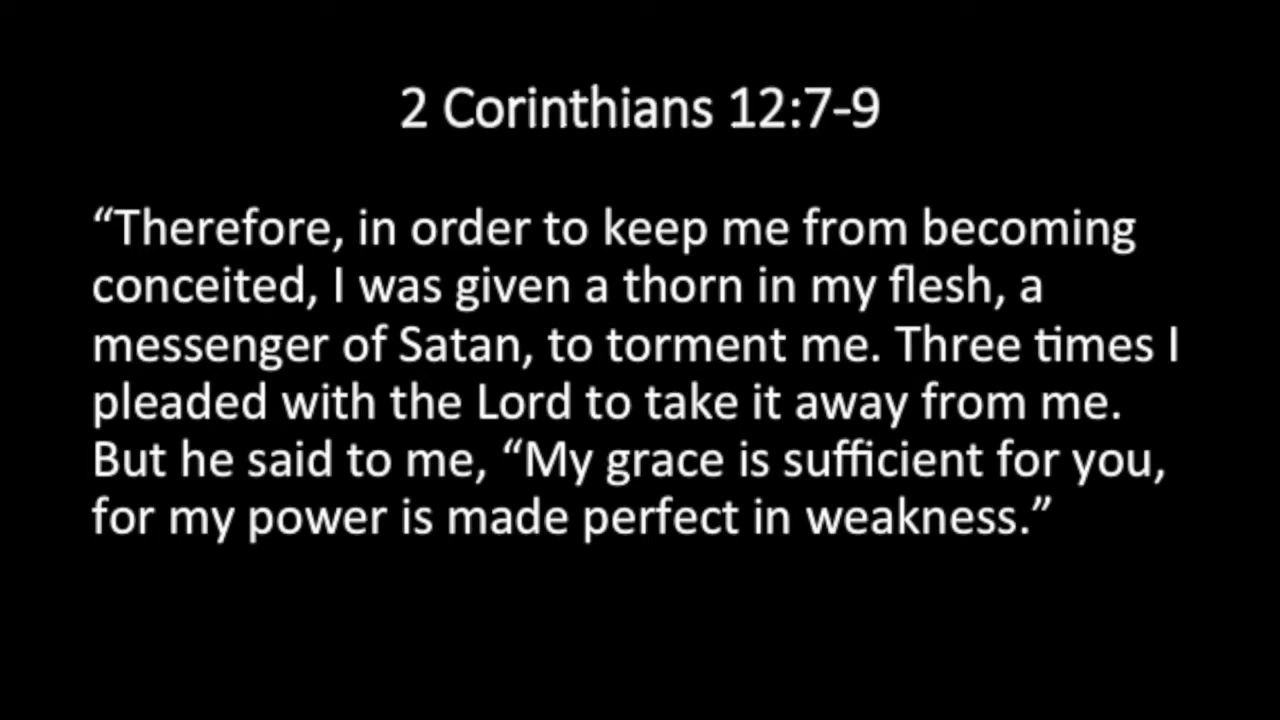 2 Corinthians 12:7-9
“Therefore, in order to keep me from becoming
conceited, I was given a thorn in my flesh, a
messenger of Satan, to torment me. Three times I
pleaded with the Lord to take it away from me.
But he said to me, “My grace is sufficient for you,
for my power is made perfect in weakness.”